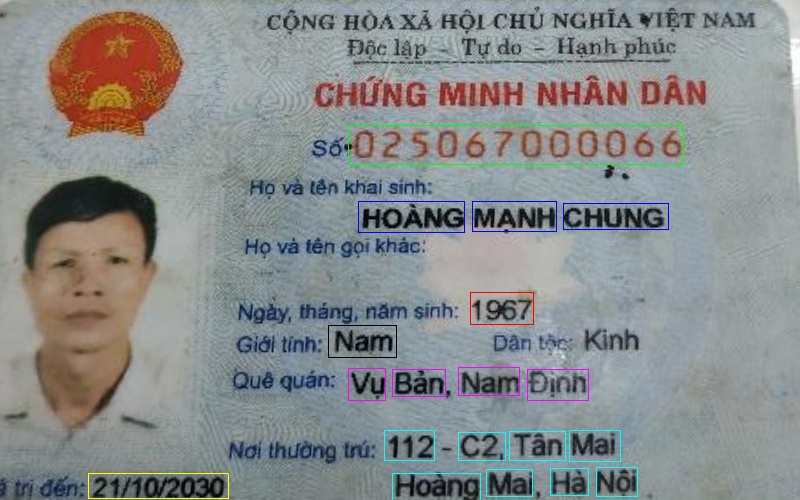 CỘNG HÒA XÃ HỘI CHỦ NGHĨA VIỆT NAM
Độc lập - Tự do - Hạnh phúc
CHỨNG MINH NHÂN DÂN
Số 025067000066
Họ và tên khai sinh:
HOÀNG MẠNH CHUNG
Họ và tên gọi khác:
Ngày, tháng, năm sinh: 1967
Giới tính: Nam Dân tộc: Kinh
Quê quán: Vụ Bản, Nam Định
Nơi thường trú: 112 - C2, Tân Mai
trị đến: 21/10/2030 Hoàng Mai, Hà Nội